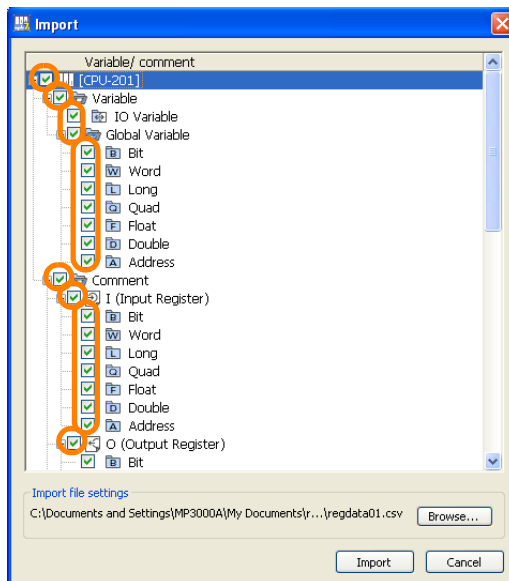 Import
Variable/ comment
[CPU-201]
Variable
IO Variable
Global Variable
B Bit
W Word
L Long
Q Quad
F Float
D Double
A Address
Comment
I (Input Register)
B Bit
W Word
L Long
Q Quad
F Float
D Double
A Address
O (Output Register)
B Bit
Import file settings
C:\Documents and Settings\MP3000A\My Documents\r...\regdata01.csv Browse...
Import Cancel